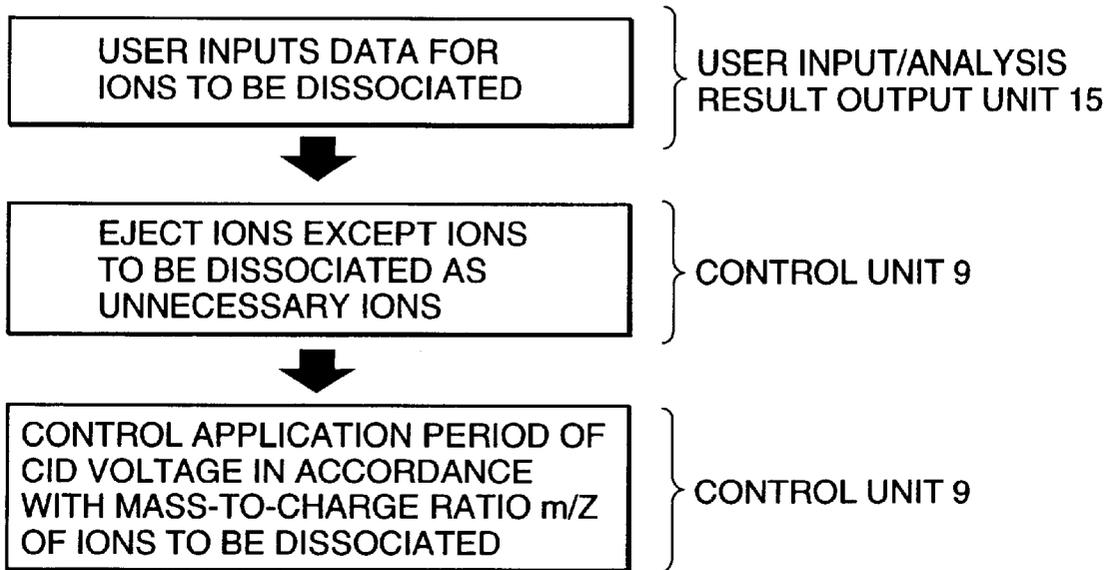 USER INPUTS DATA FOR
IONS TO BE DISSOCIATED
USER INPUT/ANALYSIS
RESULT OUTPUT UNIT 15
EJECT IONS EXCEPT IONS
TO BE DISSOCIATED AS
UNNECESSARY IONS
CONTROL UNIT 9
CONTROL APPLICATION PERIOD OF
CID VOLTAGE IN ACCORDANCE
WITH MASS-TO-CHARGE RATIO m/Z
OF IONS TO BE DISSOCIATED
CONTROL UNIT 9